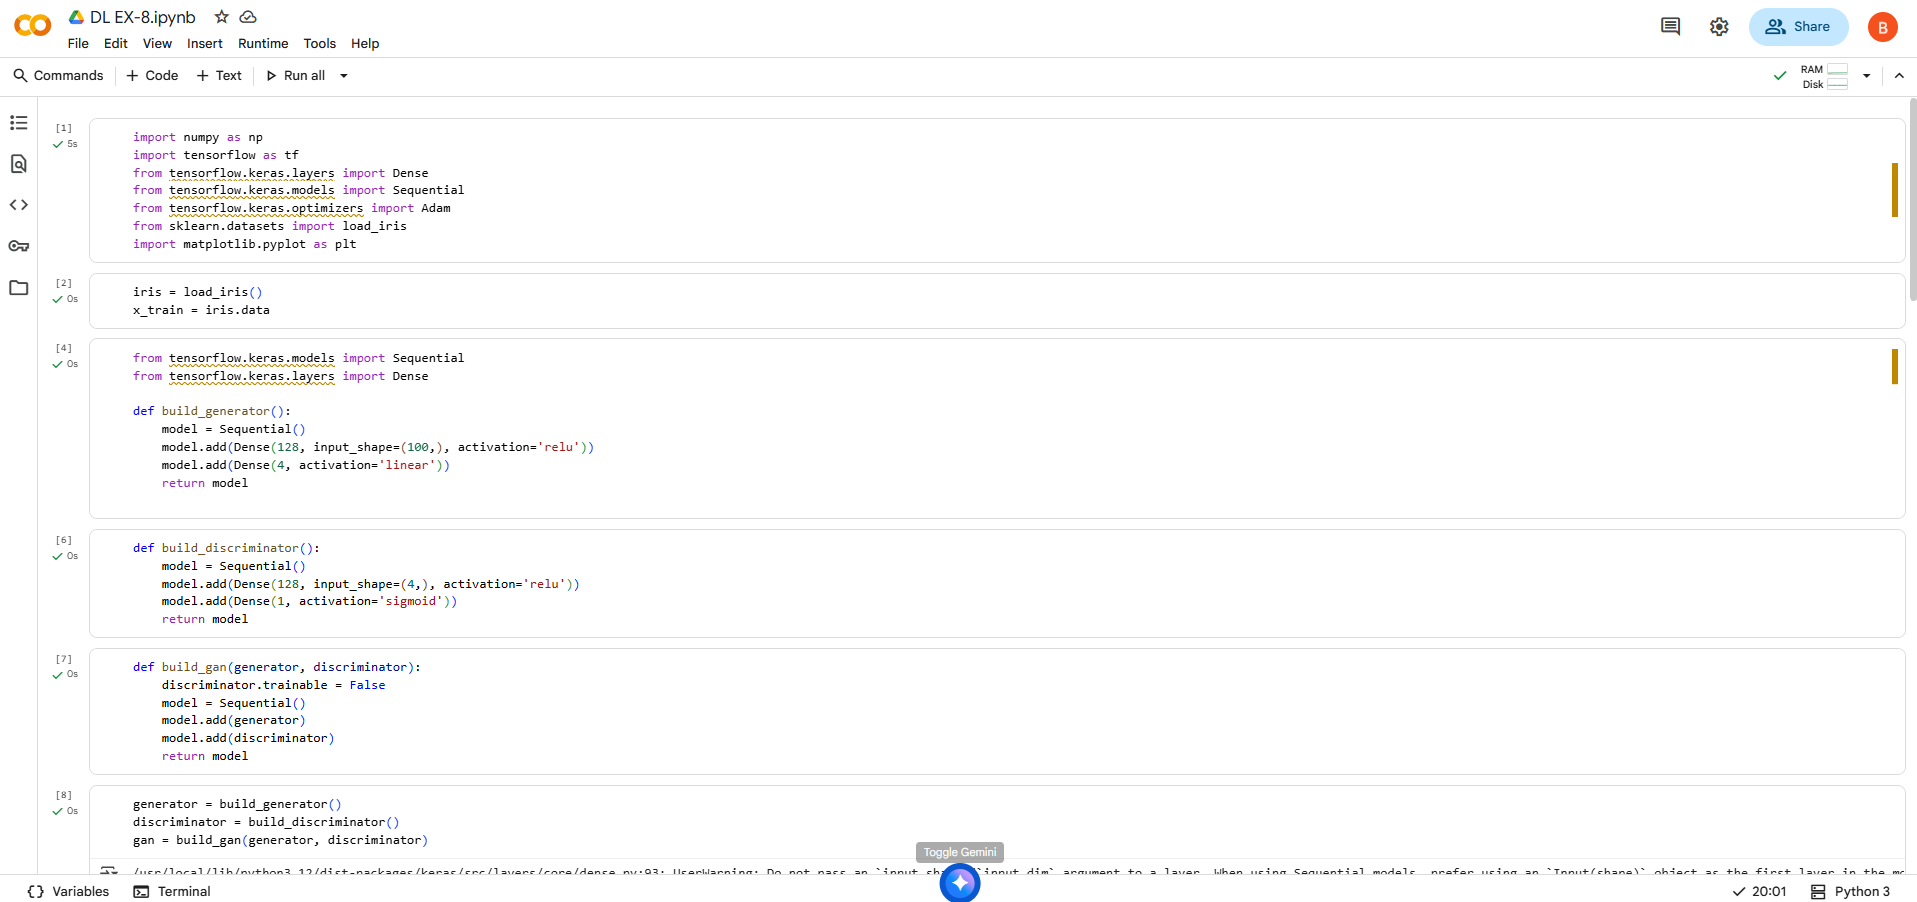 DL EX-8.ipynb
File Edit View Insert Runtime Tools Help
Share
B
Commands + Code + Text Run all
RAM
Disk
[1]
5s
import numpy as np
import tensorflow as tf
from tensorflow.keras.layers import Dense
from tensorflow.keras.models import Sequential
from tensorflow.keras.optimizers import Adam
from sklearn.datasets import load_iris
import matplotlib.pyplot as plt
[2]
0s
iris = load_iris()
x_train = iris.data
[4]
0s
from tensorflow.keras.models import Sequential
from tensorflow.keras.layers import Dense
def build_generator():
    model = Sequential()
    model.add(Dense(128, input_shape=(100,), activation='relu'))
    model.add(Dense(4, activation='linear'))
    return model
[6]
0s
def build_discriminator():
    model = Sequential()
    model.add(Dense(128, input_shape=(4,), activation='relu'))
    model.add(Dense(1, activation='sigmoid'))
    return model
[7]
0s
def build_gan(generator, discriminator):
    discriminator.trainable = False
    model = Sequential()
    model.add(generator)
    model.add(discriminator)
    return model
[8]
0s
generator = build_generator()
discriminator = build_discriminator()
gan = build_gan(generator, discriminator)
Toggle Gemini
/usr/local/lib/python3.12/dist-packages/keras/src/layers/core/dense.py:93: UserWarning: Do not pass an `input_sha `input_dim` argument to a layer. When using Sequential models, prefer using an `Input(shape)` object as the first layer in the mo
Variables Terminal
20:01 Python 3